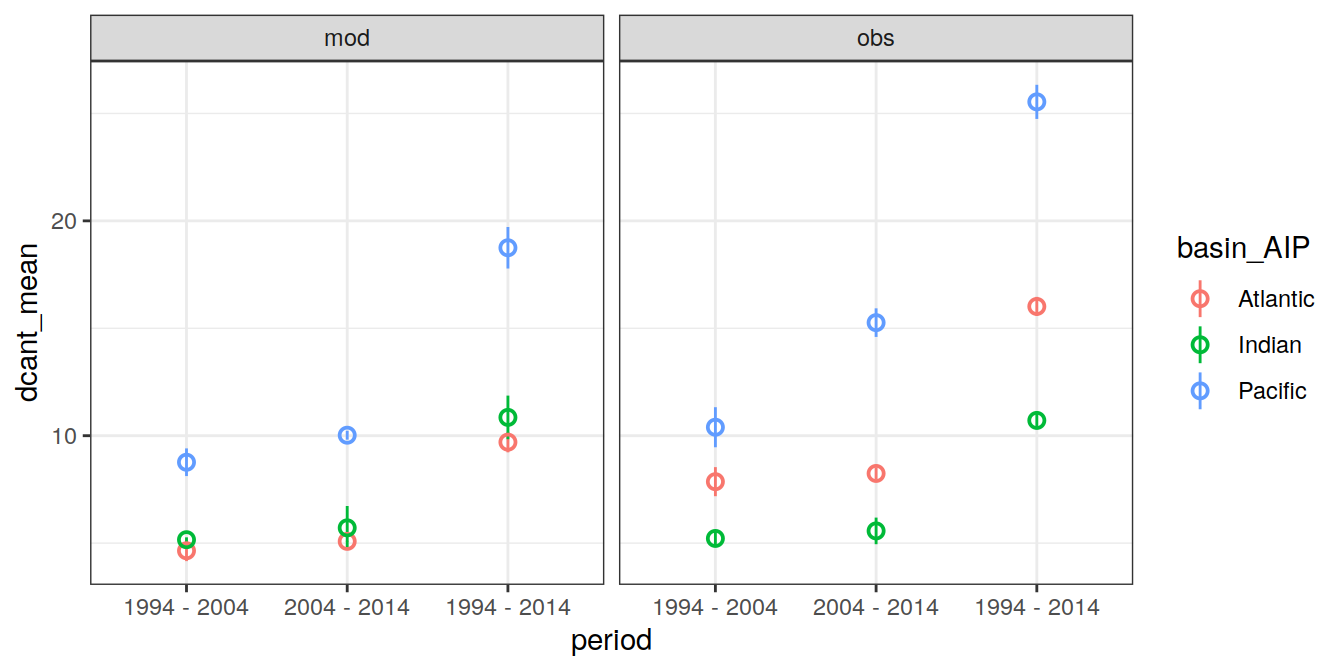 mod
obs
dcant_mean
20
10
1994 - 2004
2004 - 2014
1994 - 2014
1994 - 2004
2004 - 2014
1994 - 2014
period
basin_AIP
Atlantic
Indian
Pacific